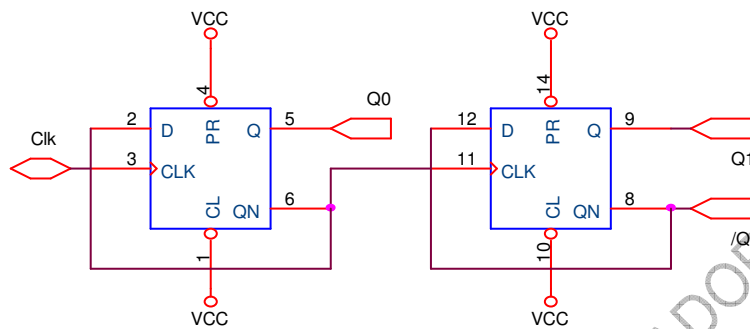 VCC VCC
4 14
2 D PR Q 5 Q0 12 D PR Q 9
Clk 3 CLK 11 CLK Q1
CL QN 6 CL QN 8
/Q
1 10
VCC VCC
ADO